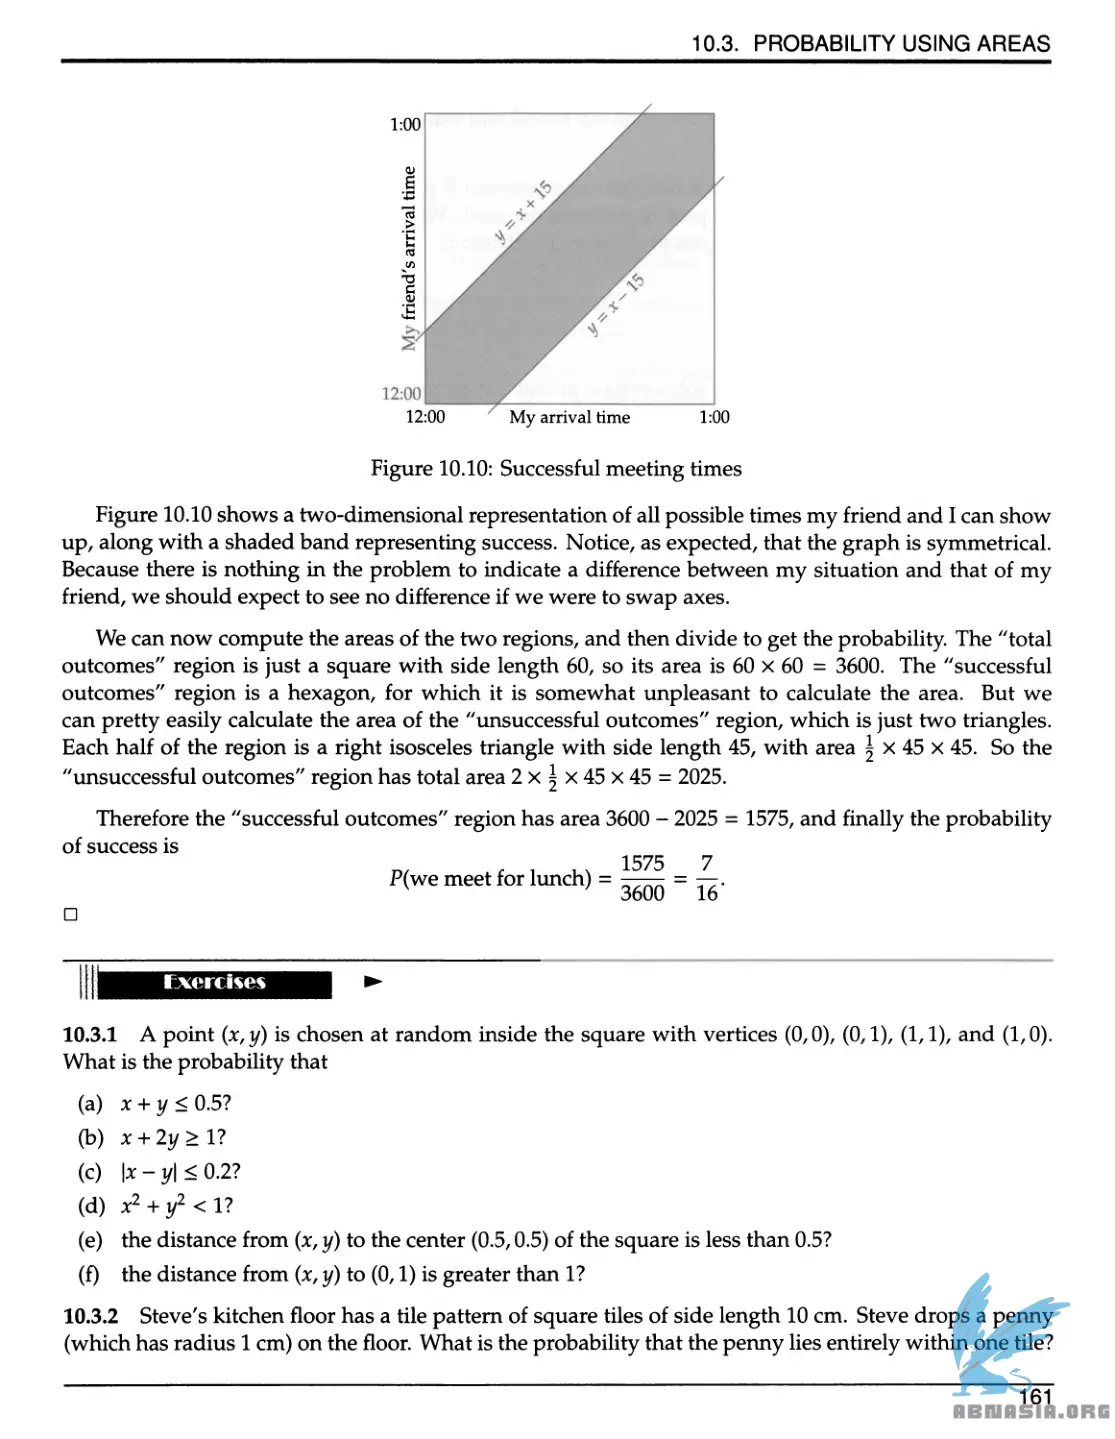 10.3. PROBABILITY USING AREAS
1:00
My friend's arrival time
y = x + 15
y = x − 15
12:00
12:00 My arrival time 1:00
Figure 10.10: Successful meeting times
Figure 10.10 shows a two-dimensional representation of all possible times my friend and I can show
up, along with a shaded band representing success. Notice, as expected, that the graph is symmetrical.
Because there is nothing in the problem to indicate a difference between my situation and that of my
friend, we should expect to see no difference if we were to swap axes.
We can now compute the areas of the two regions, and then divide to get the probability. The "total
outcomes" region is just a square with side length 60, so its area is 60 × 60 = 3600. The "successful
outcomes" region is a hexagon, for which it is somewhat unpleasant to calculate the area. But we
can pretty easily calculate the area of the "unsuccessful outcomes" region, which is just two triangles.
Each half of the region is a right isosceles triangle with side length 45, with area 1/2 × 45 × 45. So the
"unsuccessful outcomes" region has total area 2 × 1/2 × 45 × 45 = 2025.
Therefore the "successful outcomes" region has area 3600 − 2025 = 1575, and finally the probability
of success is
P(we meet for lunch) = 1575/3600 = 7/16.
□
Exercises ►
10.3.1 A point (x, y) is chosen at random inside the square with vertices (0,0), (0,1), (1,1), and (1,0).
What is the probability that
(a) x + y ≤ 0.5?
(b) x + 2y ≥ 1?
(c) |x − y| ≤ 0.2?
(d) x² + y² < 1?
(e) the distance from (x, y) to the center (0.5, 0.5) of the square is less than 0.5?
(f) the distance from (x, y) to (0, 1) is greater than 1?
10.3.2 Steve's kitchen floor has a tile pattern of square tiles of side length 10 cm. Steve drops a penny
(which has radius 1 cm) on the floor. What is the probability that the penny lies entirely within one tile?
161
ABNASIA.ORG